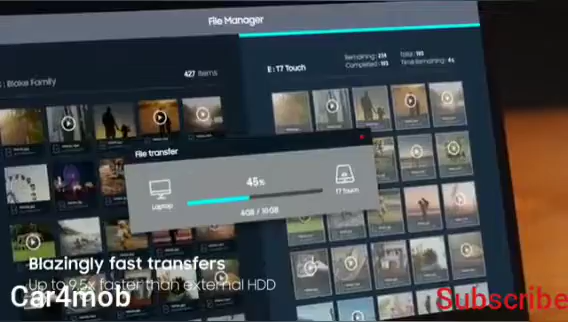 File Manager
: Blake Family
427 Items
E : T7 Touch
Remaining : 234
Total : 193
Completed : 193
Time Remaining : 4s
File transfer
45%
Laptop
T7 Touch
4GB / 10GB
Blazingly fast transfers
Up to 9.5x faster than external HDD
Car4mob
Subscribe